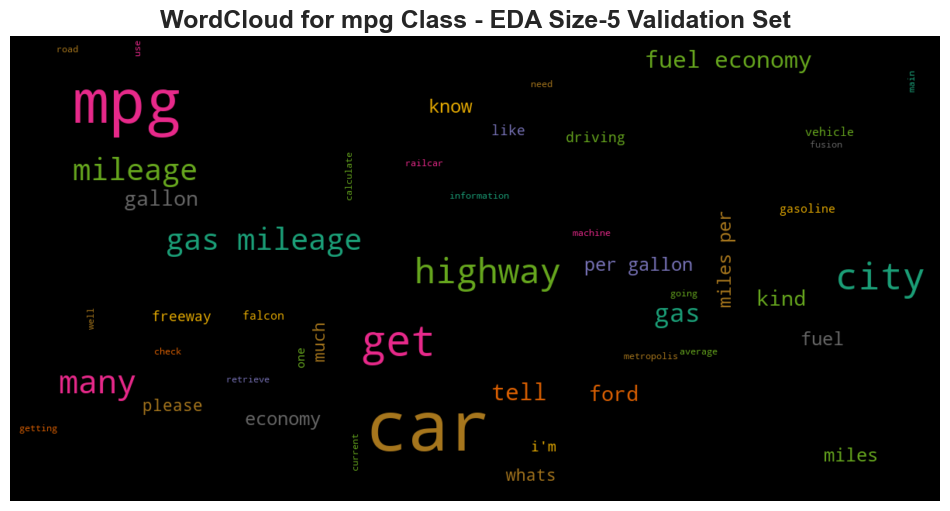 WordCloud for mpg Class - EDA Size-5 Validation Set
road
use
fuel economy
main
mpg
need
know
like
driving
vehicle
fusion
mileage
calculate
railcar
gallon
information
gasoline
gas mileage
machine
miles per
highway
per gallon
city
going
kind
gas
well
freeway
falcon
much
get
fuel
check
one
metropolis
average
many
retrieve
tell
ford
please
economy
car
getting
current
i'm
miles
whats